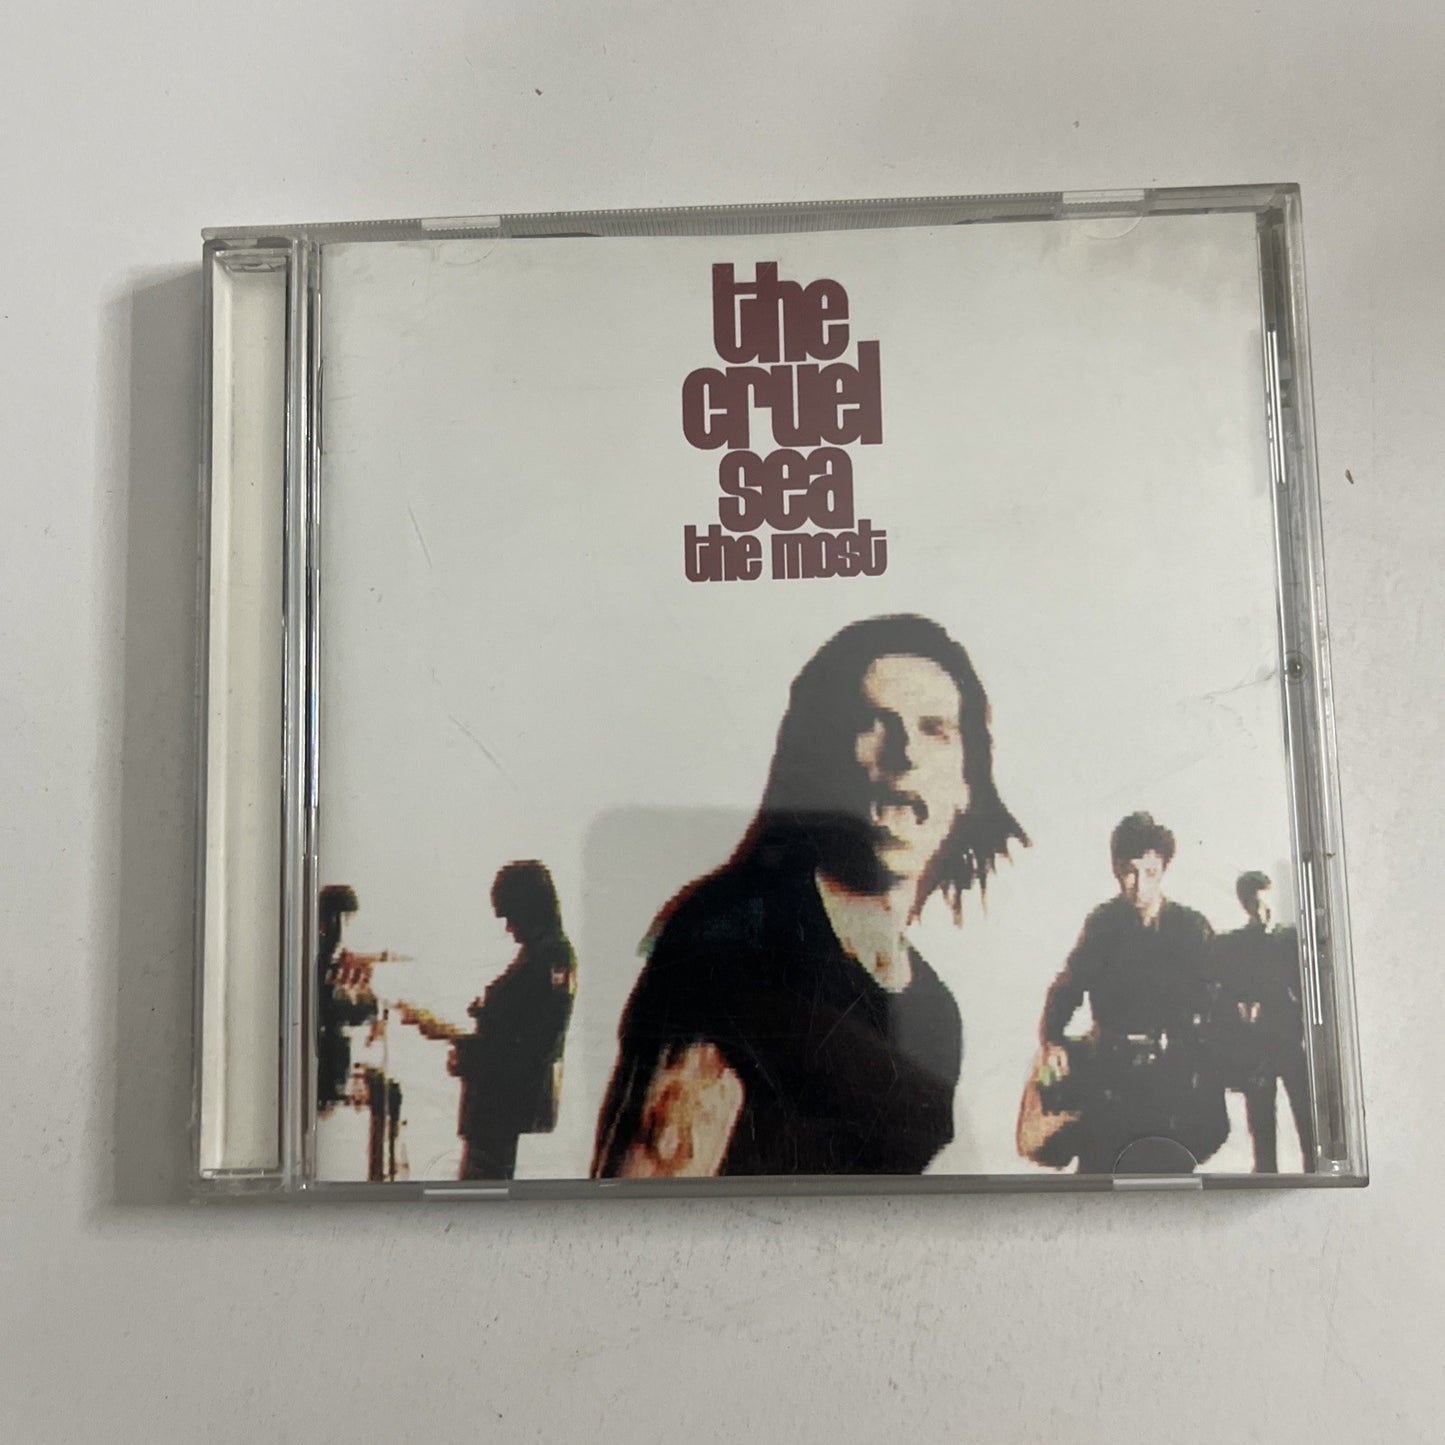 the
cruel
sea
the most